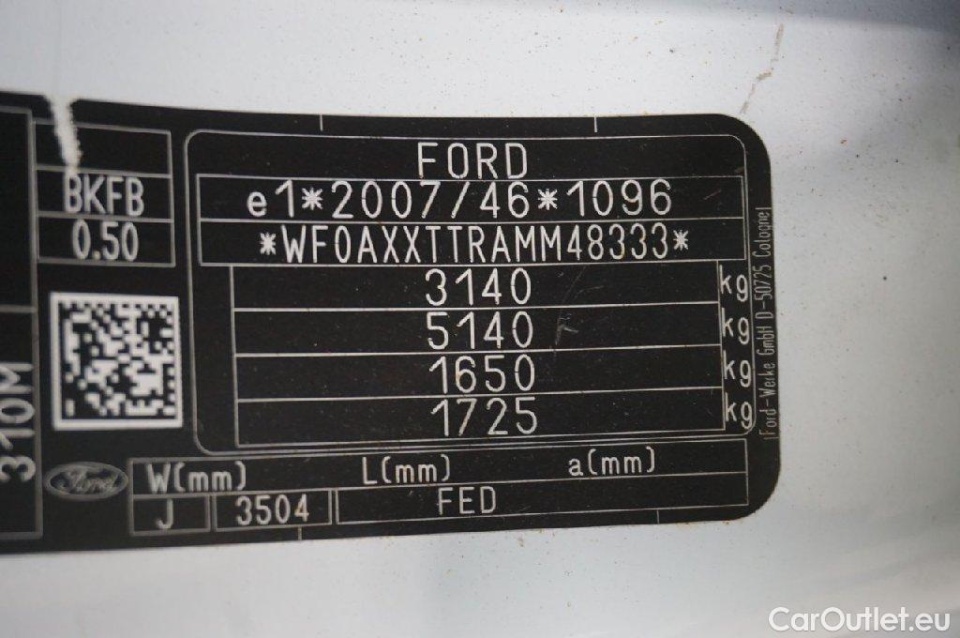 FORD
e1*2007/46*1096
*WF0AXXTTRAMM48333*
3140 kg
5140 kg
1650 kg
1725 kg
BKFB
0.50
310M
Ford-Werke GmbH D-50725 Cologne
Ford
W(mm) L(mm) a(mm)
J 3504 FED
CarOutlet.eu